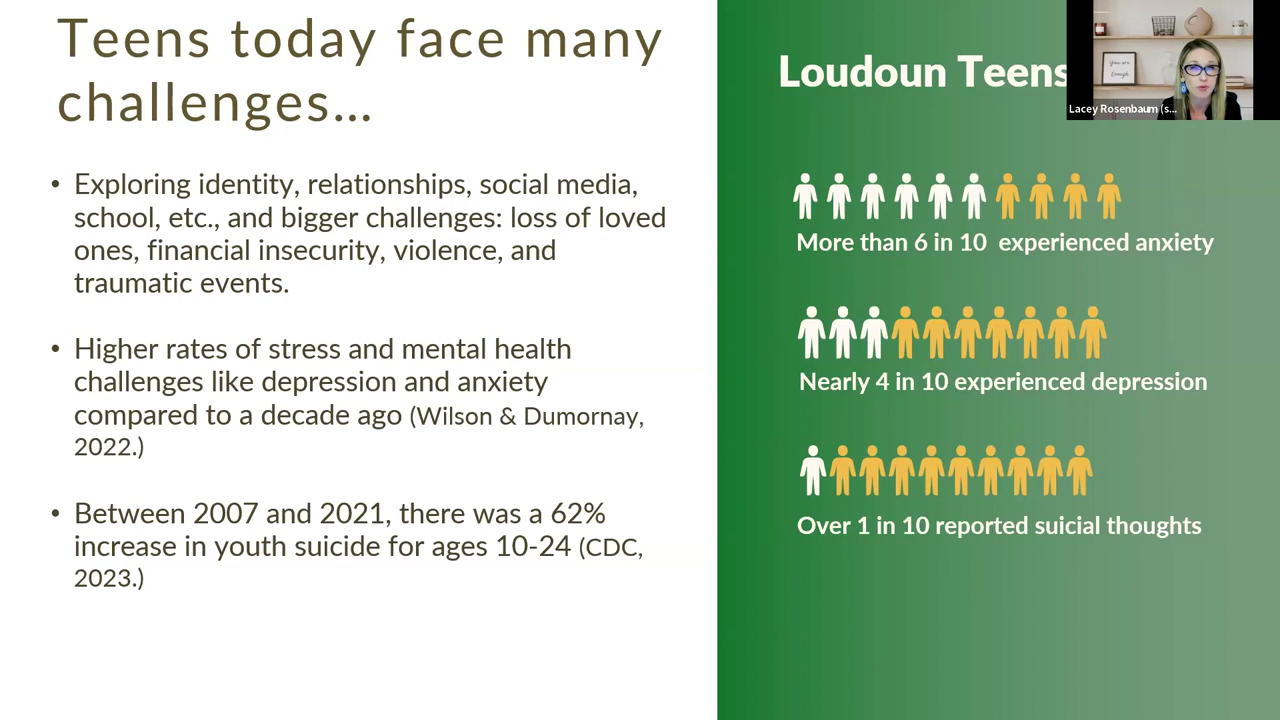 Teens today face many
challenges...
• Exploring identity, relationships, social media,
school, etc., and bigger challenges: loss of loved
ones, financial insecurity, violence, and
traumatic events.
• Higher rates of stress and mental health
challenges like depression and anxiety
compared to a decade ago (Wilson & Dumornay,
2022.)
• Between 2007 and 2021, there was a 62%
increase in youth suicide for ages 10-24 (CDC,
2023.)
Loudoun Teens
More than 6 in 10 experienced anxiety
Nearly 4 in 10 experienced depression
Over 1 in 10 reported suicial thoughts
You are
enough
Lacey Rosenbaum (s...